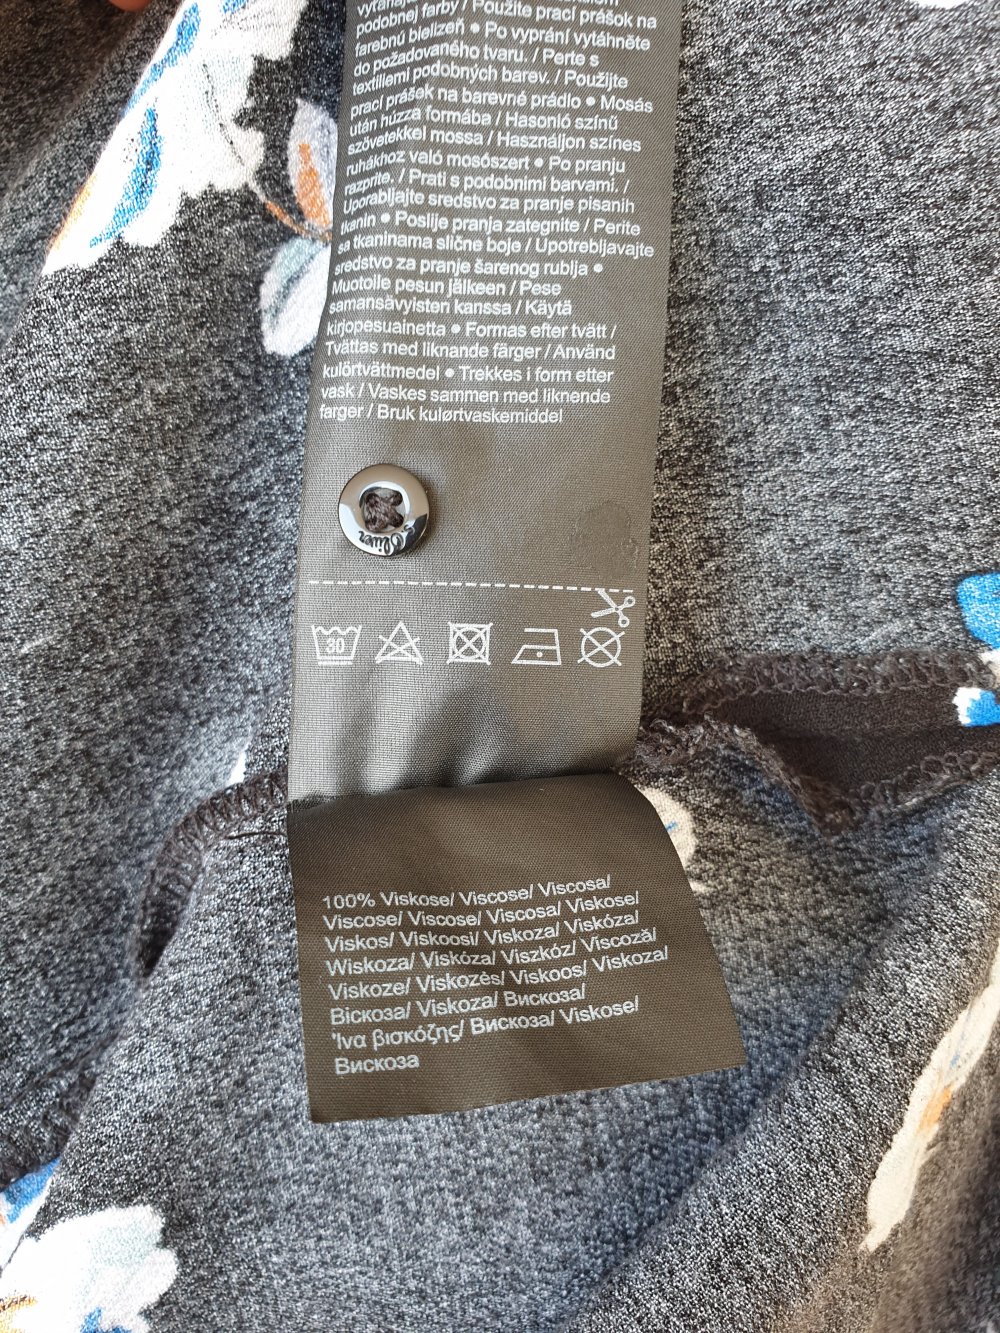 podobnej farby / Použite prací prášok na
farebnú bielizeň • Po vyprání vytáhněte
do požadovaného tvaru. / Perte s
textiliemi podobných barev. / Použijte
prací prášek na barevné prádlo • Mosás
után húzza formába / Hasonló színű
szövetekkel mossa / Használjon színes
ruhákhoz való mosószert • Po pranju
razprite. / Prati s podobnimi barvami. /
Uporabljajte sredstvo za pranje pisanih
tkanin • Poslije pranja zategnite / Perite
sa tkaninama slične boje / Upotrebljavajte
sredstvo za pranje šarenog rublja •
Muotoile pesun jälkeen / Pese
samansävyisten kanssa / Käytä
kirjopesuainetta • Formas efter tvätt /
Tvättas med liknande färger / Använd
kulörtvättmedel • Trekkes i form etter
vask / Vaskes sammen med liknende
farger / Bruk kulørtvaskemiddel
s.Oliver
30
100% Viskose/ Viscose/ Viscosa/
Viscose/ Viscose/ Viscosa/ Viskose/
Viskos/ Viskoosi/ Viskoza/ Viskóza/
Wiskoza/ Viskóza/ Viszkóz/ Viscoză/
Viskoze/ Viskozės/ Viskoos/ Viskoza/
Віскоза/ Viskoza/ Вискоза/
Ίνα βισκόζης/ Вискоза/ Viskose/
Вискоза